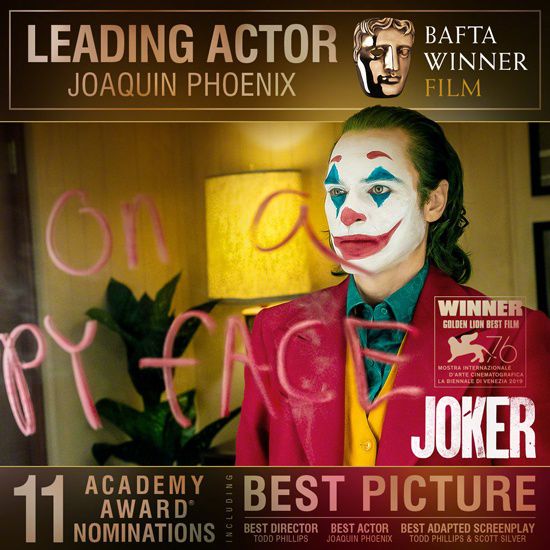 LEADING ACTOR
JOAQUIN PHOENIX
BAFTA
WINNER
FILM
on a
PY FACE
WINNER
GOLDEN LION BEST FILM
76
MOSTRA INTERNAZIONALE
D'ARTE CINEMATOGRAFICA
LA BIENNALE DI VENEZIA 2019
JOKER
11 ACADEMY
AWARD®
NOMINATIONS
INCLUDING
BEST PICTURE
BEST DIRECTOR
TODD PHILLIPS
BEST ACTOR
JOAQUIN PHOENIX
BEST ADAPTED SCREENPLAY
TODD PHILLIPS & SCOTT SILVER